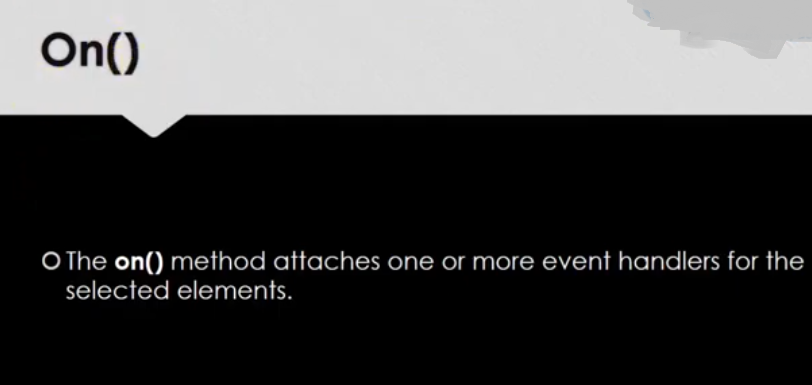 On()
The on() method attaches one or more event handlers for the
selected elements.